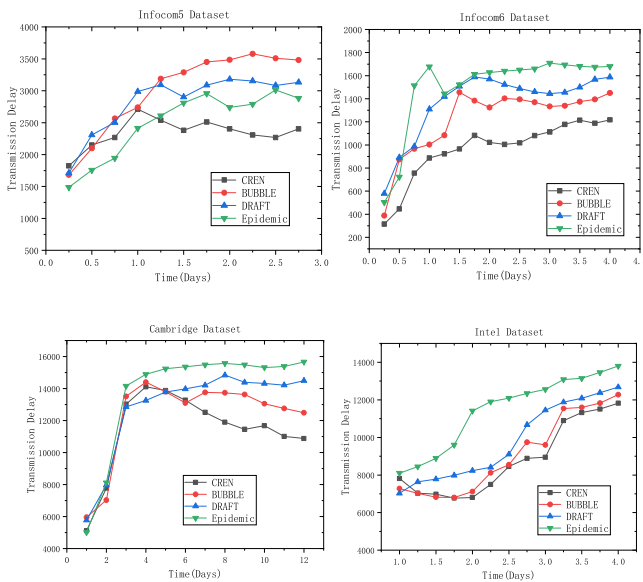 Infocom5 Dataset
4000
3500
3000
2500
2000
1500
1000
500
Transmission Delay
0.0 0.5 1.0 1.5 2.0 2.5 3.0
Time(Days)
CREN
BUBBLE
DRAFT
Epidemic
Infocom6 Dataset
1800
1600
1400
1200
1000
800
600
400
200
Transmission Delay
0.0 0.5 1.0 1.5 2.0 2.5 3.0 3.5 4.0
Time(Days)
CREN
BUBBLE
DRAFT
Epidemic
Cambridge Dataset
16000
14000
12000
10000
8000
6000
4000
Transmission Delay
0 2 4 6 8 10 12
Time(Days)
CREN
BUBBLE
DRAFT
Epidemic
Intel Dataset
14000
12000
10000
8000
6000
4000
Transmission Delay
1.0 1.5 2.0 2.5 3.0 3.5 4.0
Time(Days)
CREN
BUBBLE
DRAFT
Epidemic